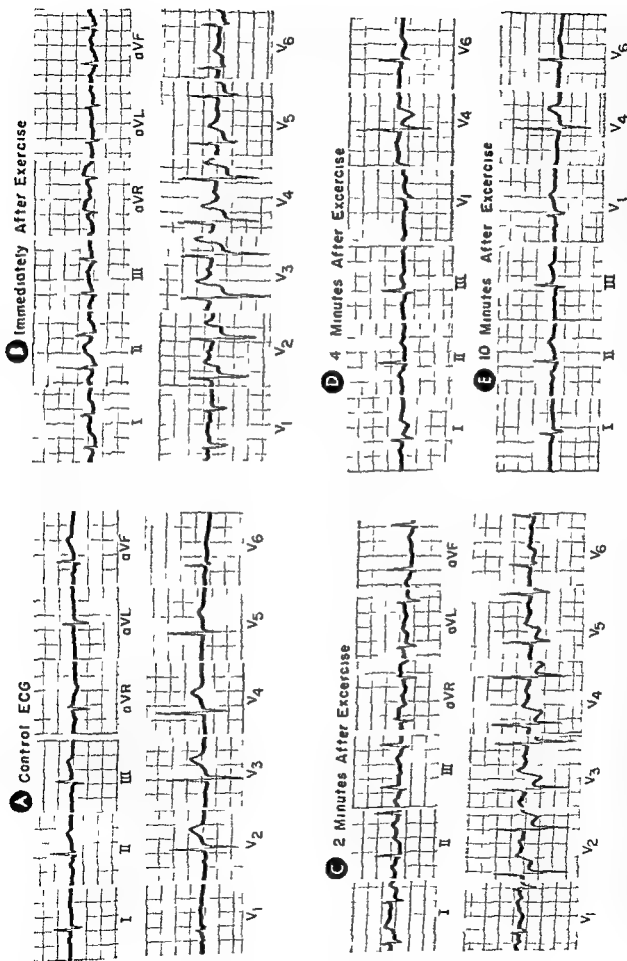 A Control ECG
I II III aVR aVL aVF
V1 V2 V3 V4 V5 V6
B Immediately After Exercise
I II III aVR aVL aVF
V1 V2 V3 V4 V5 V6
C 2 Minutes After Excercise
I II III aVR aVL aVF
V1 V2 V3 V4 V5 V6
D 4 Minutes After Excercise
I II III V1 V4 V6
E 10 Minutes After Excercise
I II III V1 V4 V6